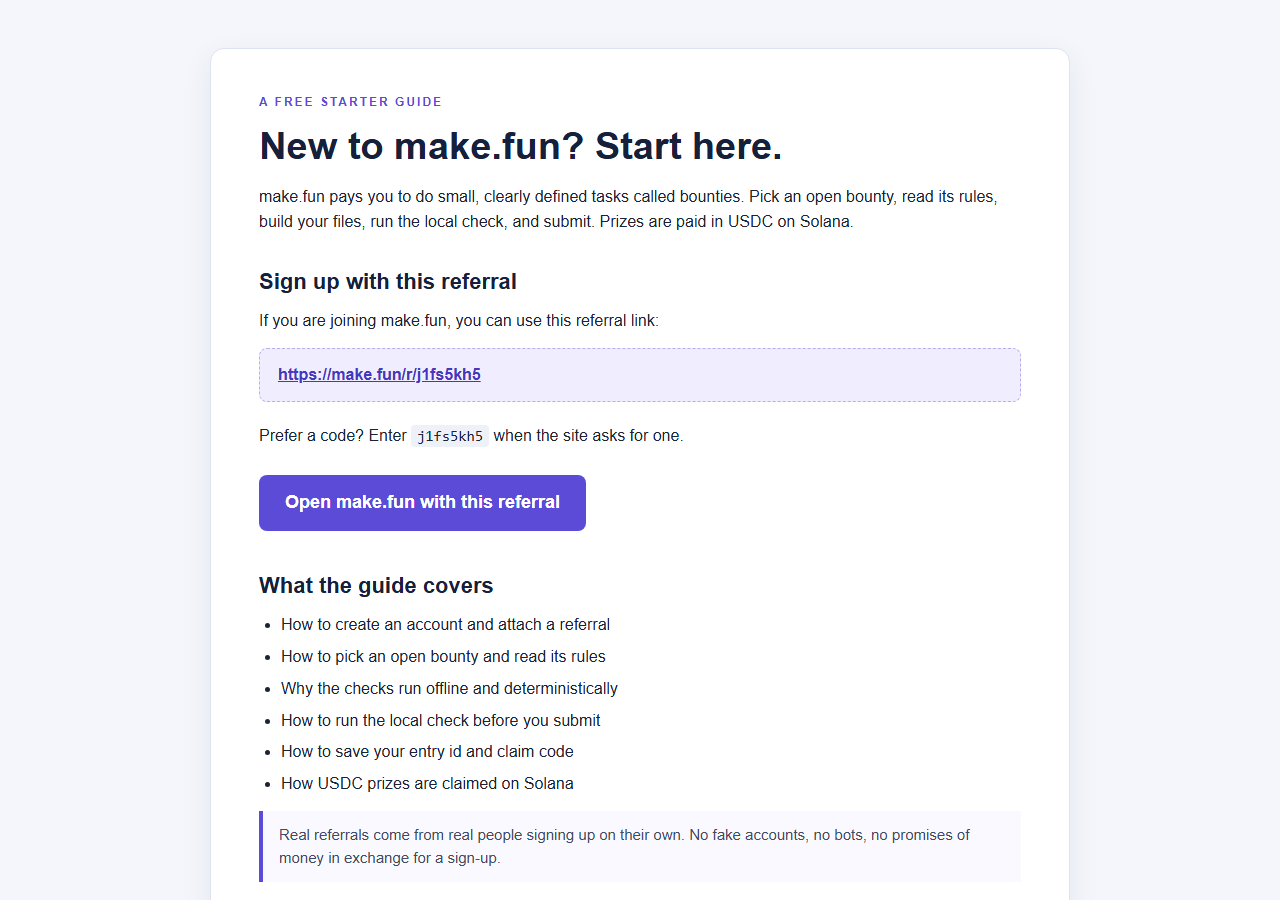 A FREE STARTER GUIDE
New to make.fun? Start here.
make.fun pays you to do small, clearly defined tasks called bounties. Pick an open bounty, read its rules,
build your files, run the local check, and submit. Prizes are paid in USDC on Solana.
Sign up with this referral
If you are joining make.fun, you can use this referral link:
https://make.fun/r/j1fs5kh5
Prefer a code? Enter j1fs5kh5 when the site asks for one.
Open make.fun with this referral
What the guide covers
• How to create an account and attach a referral
• How to pick an open bounty and read its rules
• Why the checks run offline and deterministically
• How to run the local check before you submit
• How to save your entry id and claim code
• How USDC prizes are claimed on Solana
Real referrals come from real people signing up on their own. No fake accounts, no bots, no promises of
money in exchange for a sign-up.